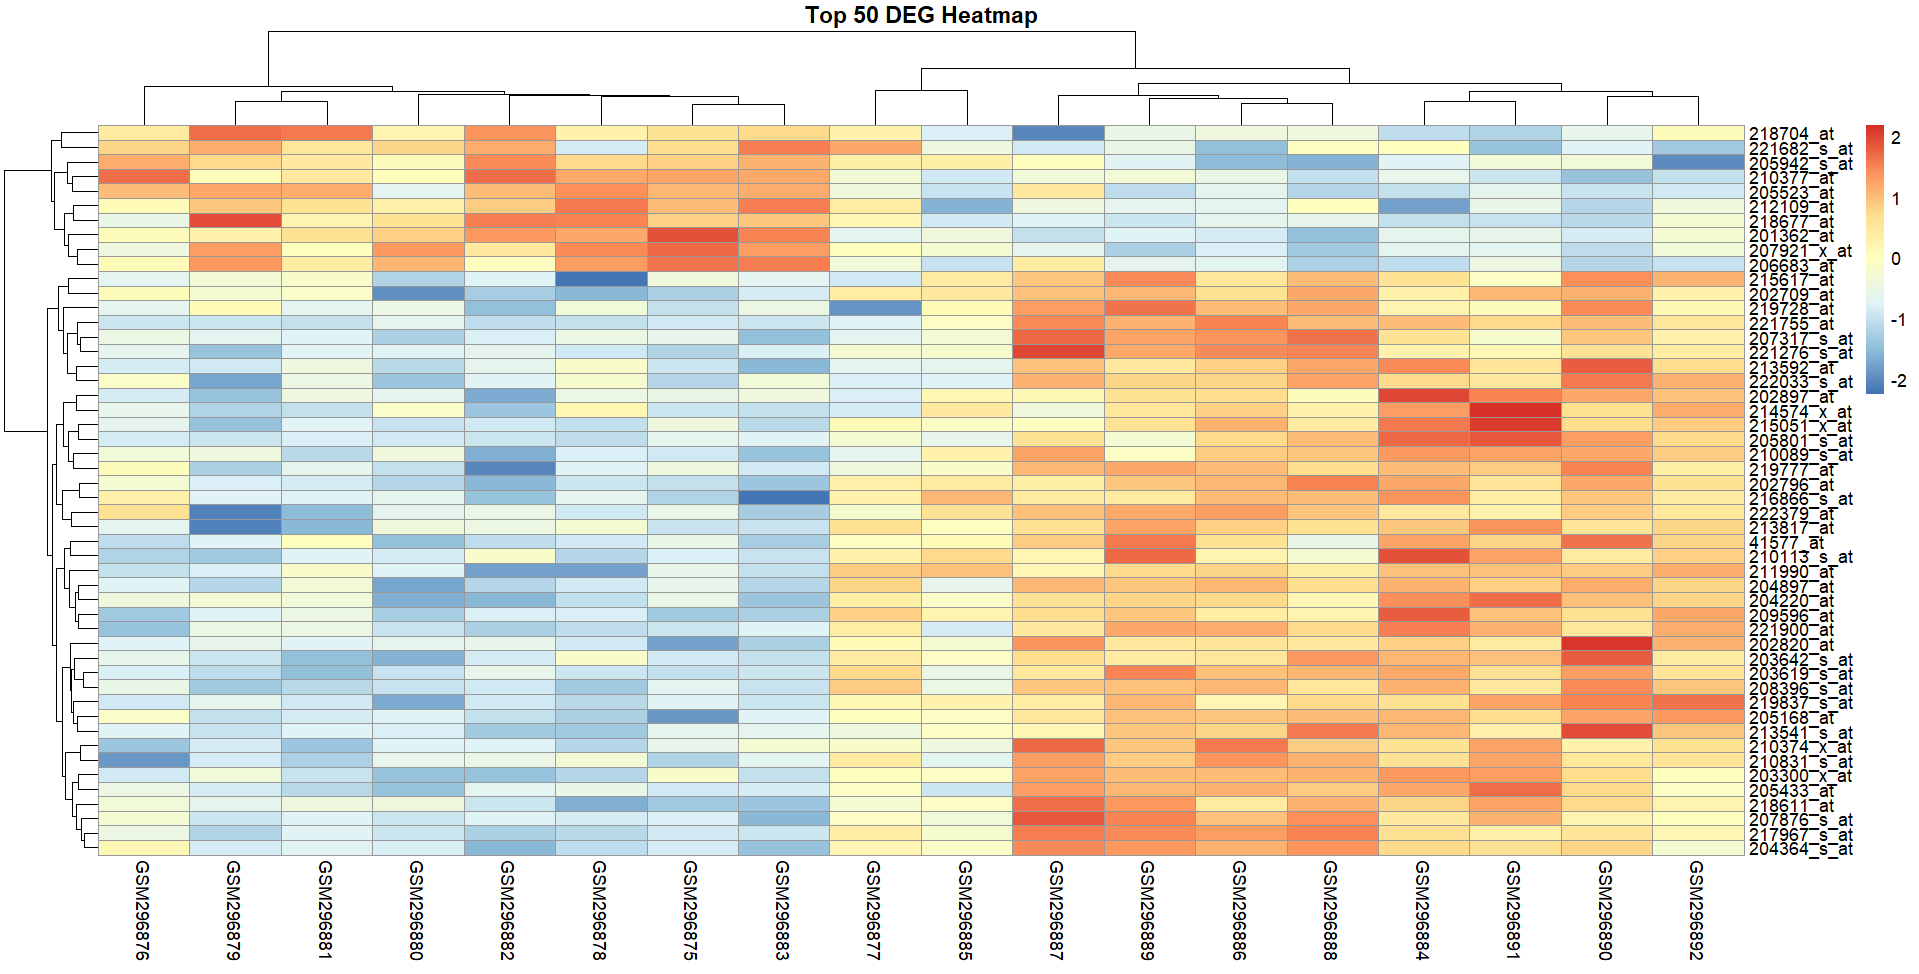 Top 50 DEG Heatmap
218704_at
221682_s_at
205942_s_at
210377_at
205523_at
212109_at
218677_at
201362_at
207921_x_at
206683_at
215617_at
202709_at
219728_at
221755_at
207317_s_at
221276_s_at
213592_at
222033_s_at
202897_at
214574_x_at
215051_x_at
205801_s_at
210089_s_at
219777_at
202796_at
216866_s_at
222379_at
213817_at
41577_at
210113_s_at
211990_at
204897_at
204220_at
209596_at
221900_at
202820_at
203642_s_at
203619_s_at
208396_s_at
219837_s_at
205168_at
213541_s_at
210374_x_at
210831_s_at
203300_x_at
205433_at
218611_at
207876_s_at
217967_s_at
204364_s_at
2
1
0
-1
-2
GSM296876
GSM296879
GSM296881
GSM296880
GSM296882
GSM296878
GSM296875
GSM296883
GSM296877
GSM296885
GSM296887
GSM296889
GSM296886
GSM296888
GSM296884
GSM296891
GSM296890
GSM296892